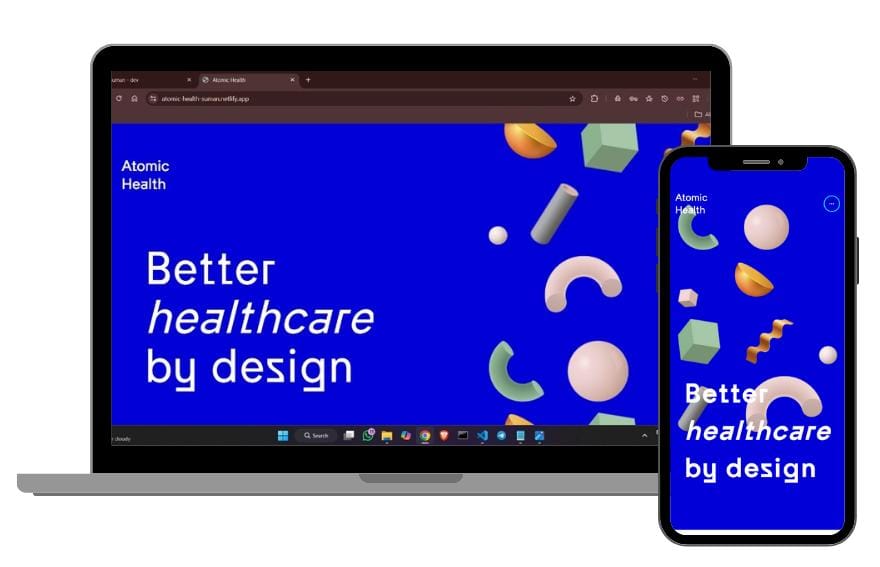 Atomic Health
atomic-health-suman.netlify.app
Atomic
Health
Better
healthcare
by design
Search
Atomic
Health
Better
healthcare
by design